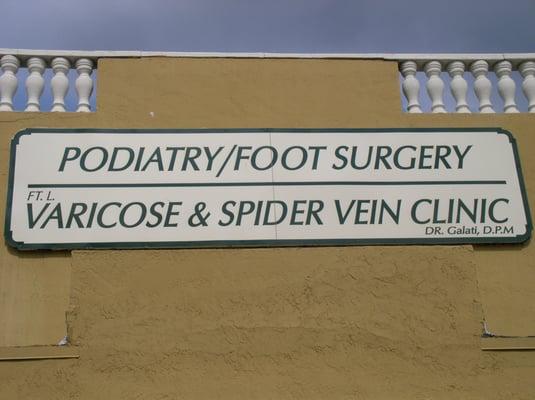 PODIATRY/FOOT SURGERY
FT. L.
VARICOSE & SPIDER VEIN CLINIC
DR. Galati, D.P.M